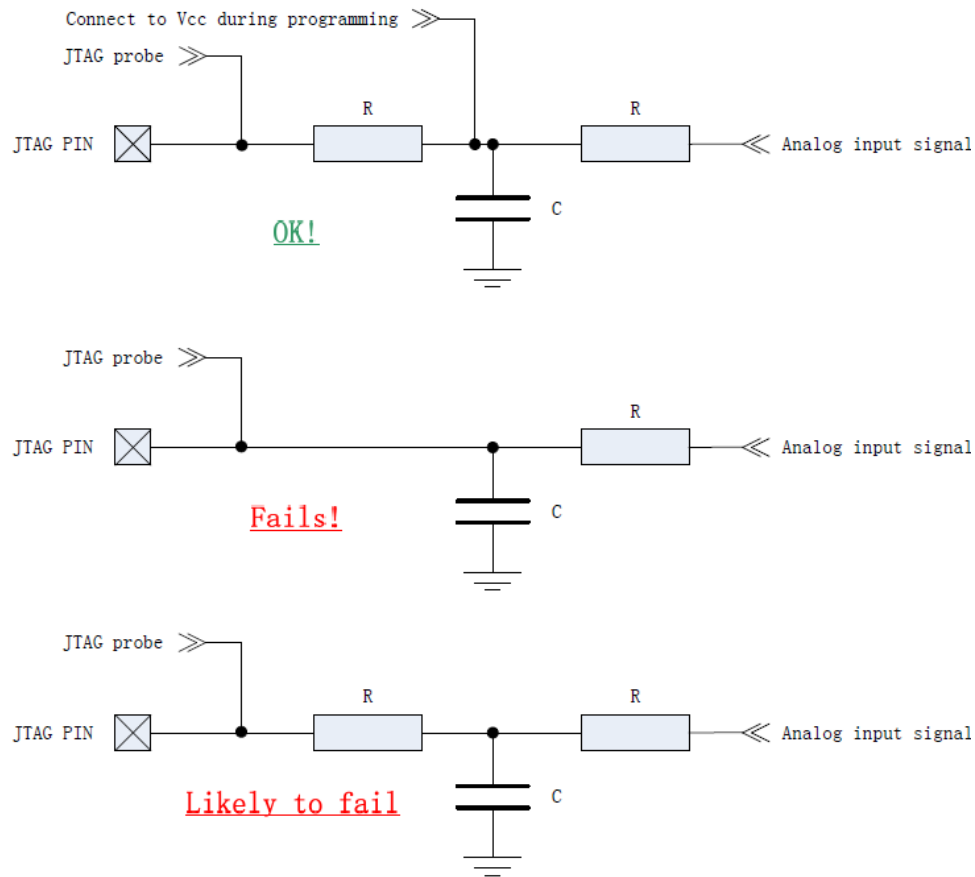 Connect to Vcc during programming
JTAG probe
R
R
JTAG PIN
Analog input signal
C
OK!
JTAG probe
R
JTAG PIN
Analog input signal
C
Fails!
JTAG probe
R
R
JTAG PIN
Analog input signal
C
Likely to fail